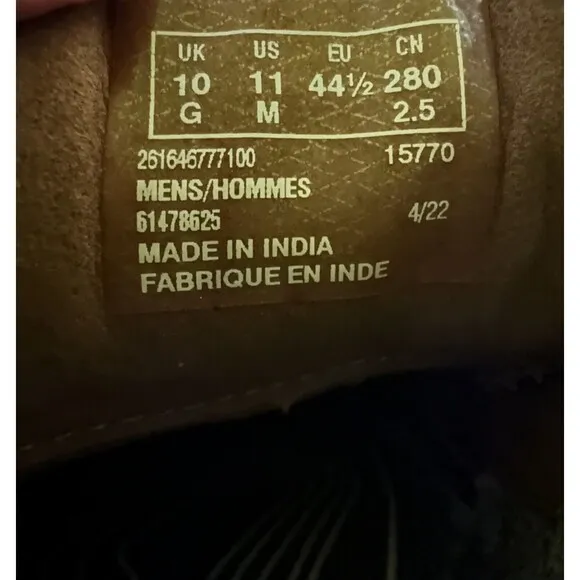 UK US EU CN
10 11 44½ 280
G M 2.5
261646777100 15770
MENS/HOMMES
61478625 4/22
MADE IN INDIA
FABRIQUE EN INDE